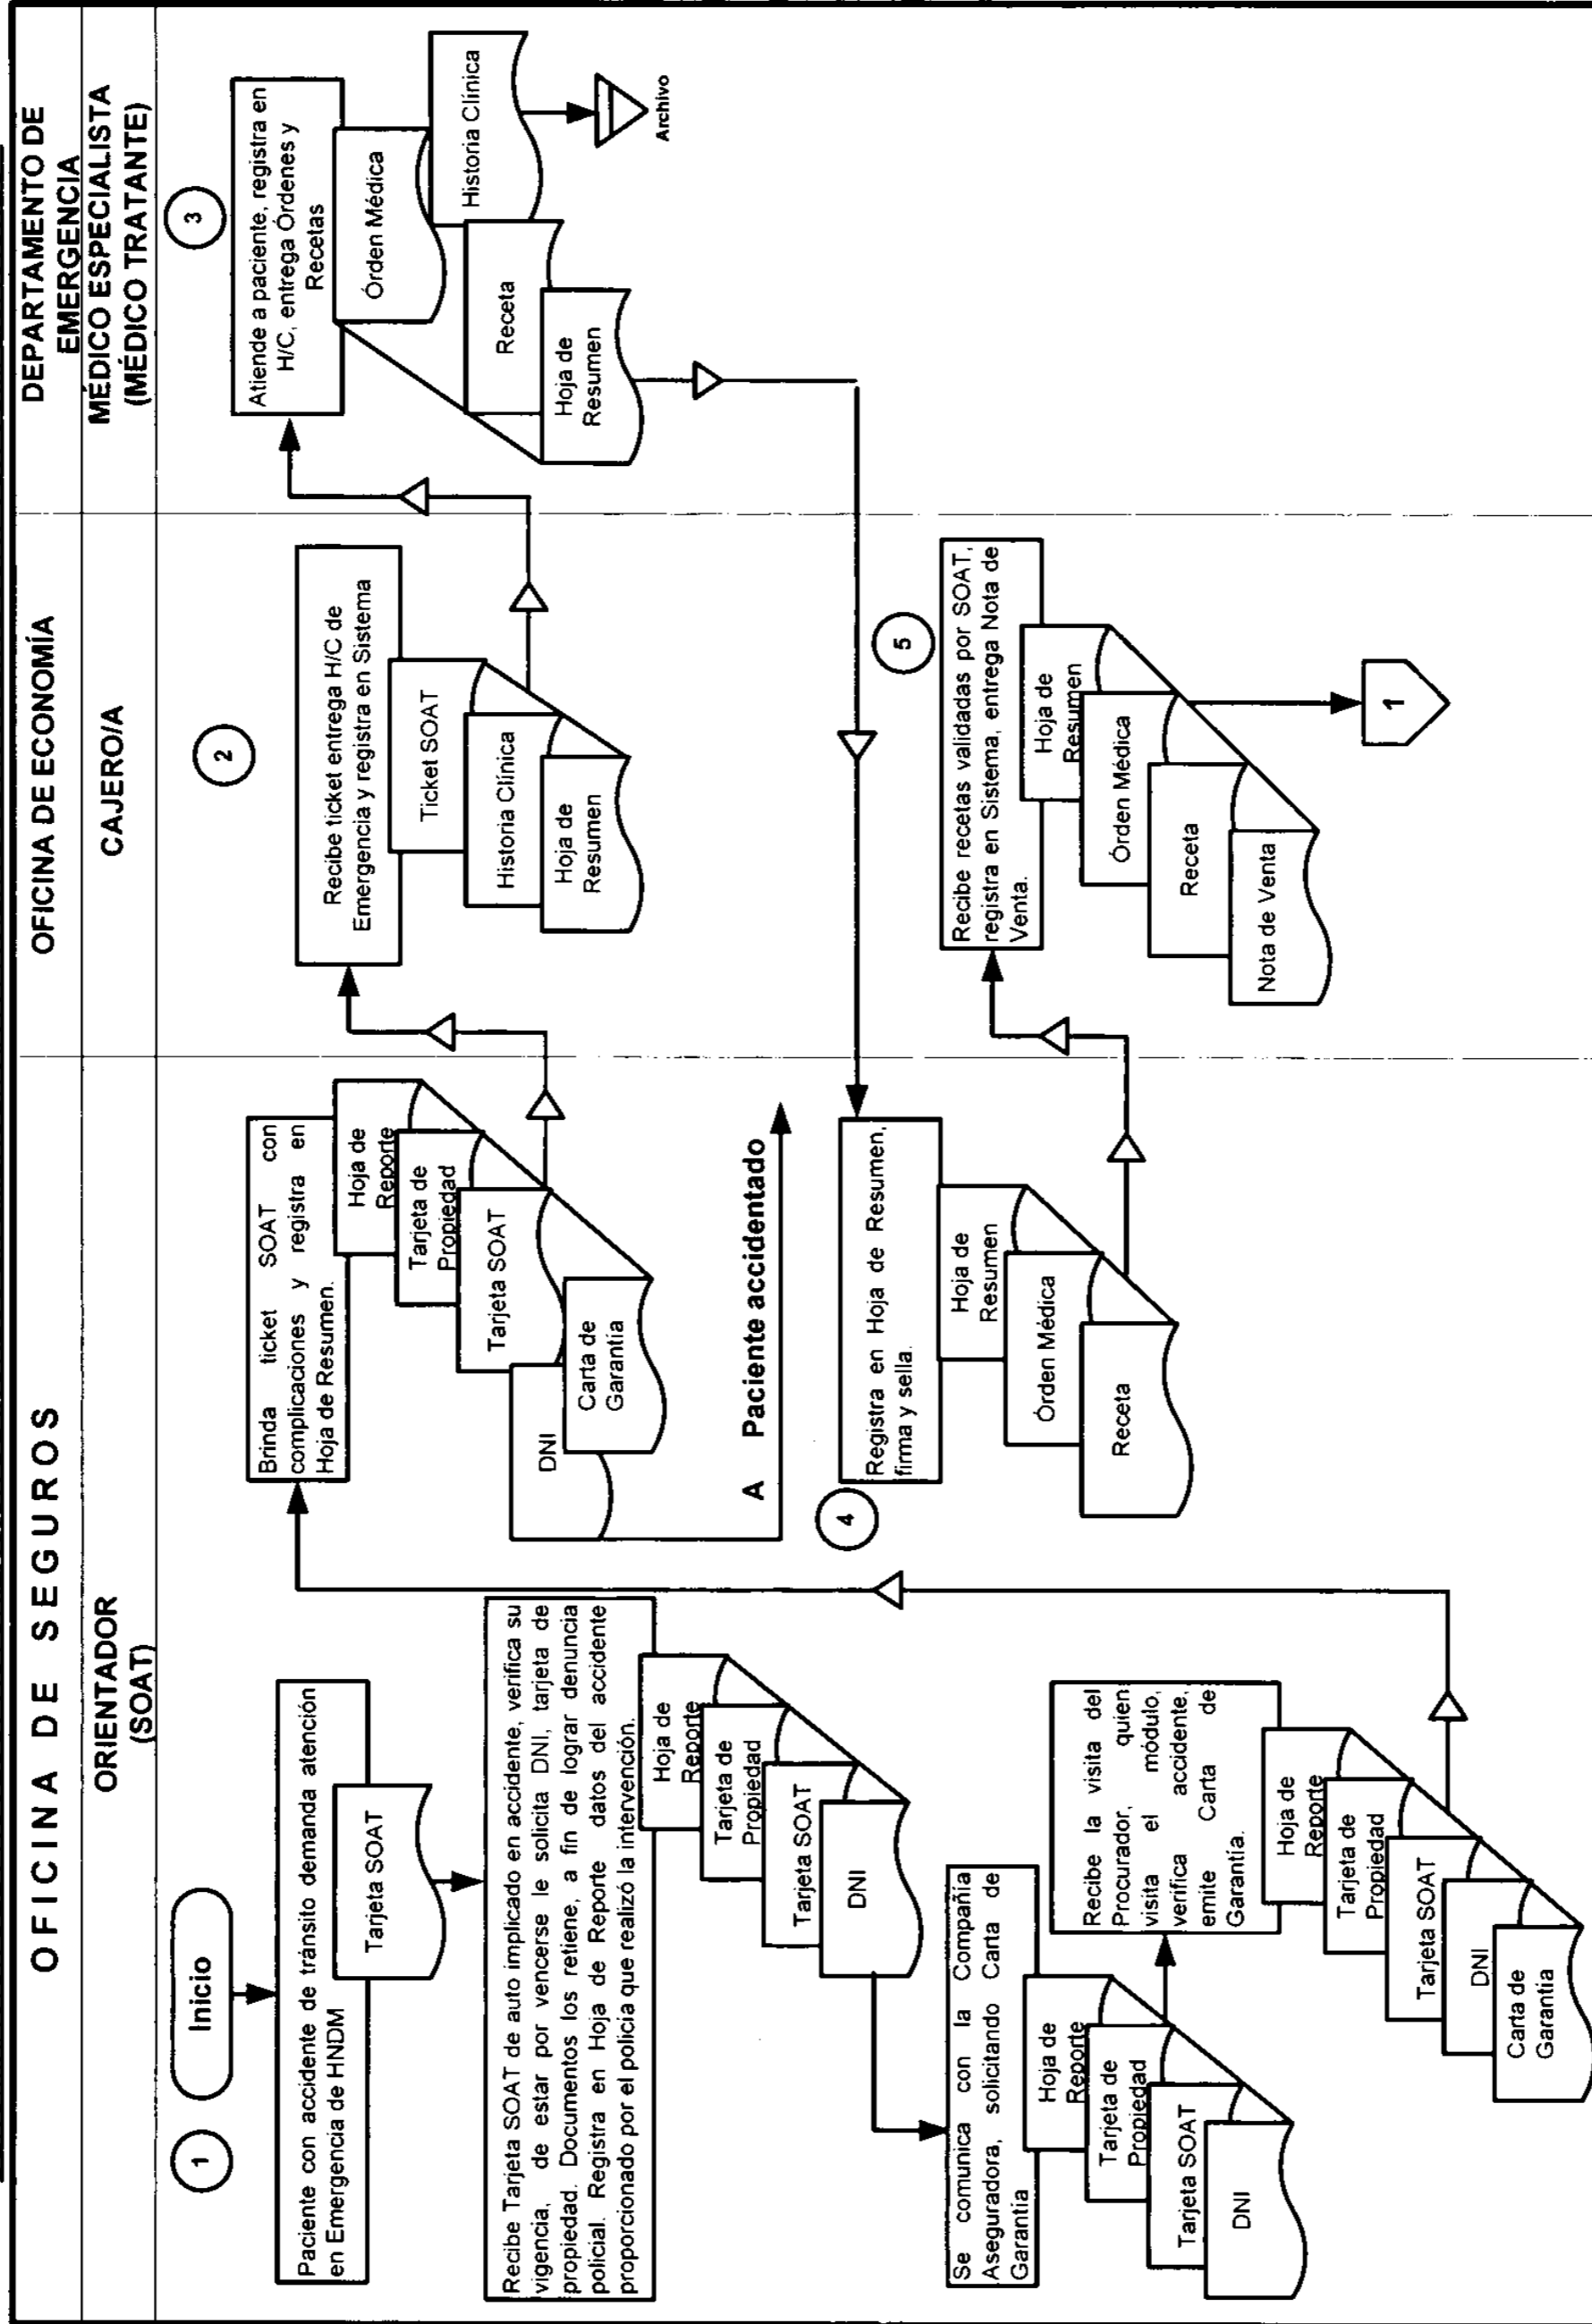 OFICINA DE SEGUROS
OFICINA DE ECONOMÍA
DEPARTAMENTO DE
EMERGENCIA
ORIENTADOR
(SOAT)
CAJERO/A
MÉDICO ESPECIALISTA
(MÉDICO TRATANTE)
1
Inicio
Paciente con accidente de tránsito demanda atención
en Emergencia de HNDM
Tarjeta SOAT
Recibe Tarjeta SOAT de auto implicado en accidente, verifica su
vigencia, de estar por vencerse le solicita DNI, tarjeta de
propiedad. Documentos los retiene, a fin de lograr denuncia
policial. Registra en Hoja de Reporte datos del accidente
proporcionado por el policia que realizó la intervención.
Hoja de
Reporte
Tarjeta de
Propiedad
Tarjeta SOAT
DNI
Se comunica con la Compañía
Aseguradora, solicitando Carta de
Garantía
Hoja de
Reporte
Tarjeta de
Propiedad
Tarjeta SOAT
DNI
Recibe la visita del
Procurador, quien
visita el módulo,
verifica accidente,
emite Carta de
Garantía.
Hoja de
Reporte
Tarjeta de
Propiedad
Tarjeta SOAT
DNI
Carta de
Garantia
Brinda ticket SOAT con
complicaciones y registra en
Hoja de Resumen.
Hoja de
Reporte
Tarjeta de
Propiedad
Tarjeta SOAT
DNI
Carta de
Garantía
A Paciente accidentado
2
Recibe ticket entrega H/C de
Emergencia y registra en Sistema
Ticket SOAT
Historia Clínica
Hoja de
Resumen
3
Atiende a paciente, registra en
H/C, entrega Órdenes y
Recetas
Órden Médica
Historia Clínica
Receta
Hoja de
Resumen
Archivo
4
Registra en Hoja de Resumen,
firma y sella.
Hoja de
Resumen
Órden Médica
Receta
5
Recibe recetas validadas por SOAT,
registra en Sistema, entrega Nota de
Venta.
Hoja de
Resumen
Órden Médica
Receta
Nota de Venta
1